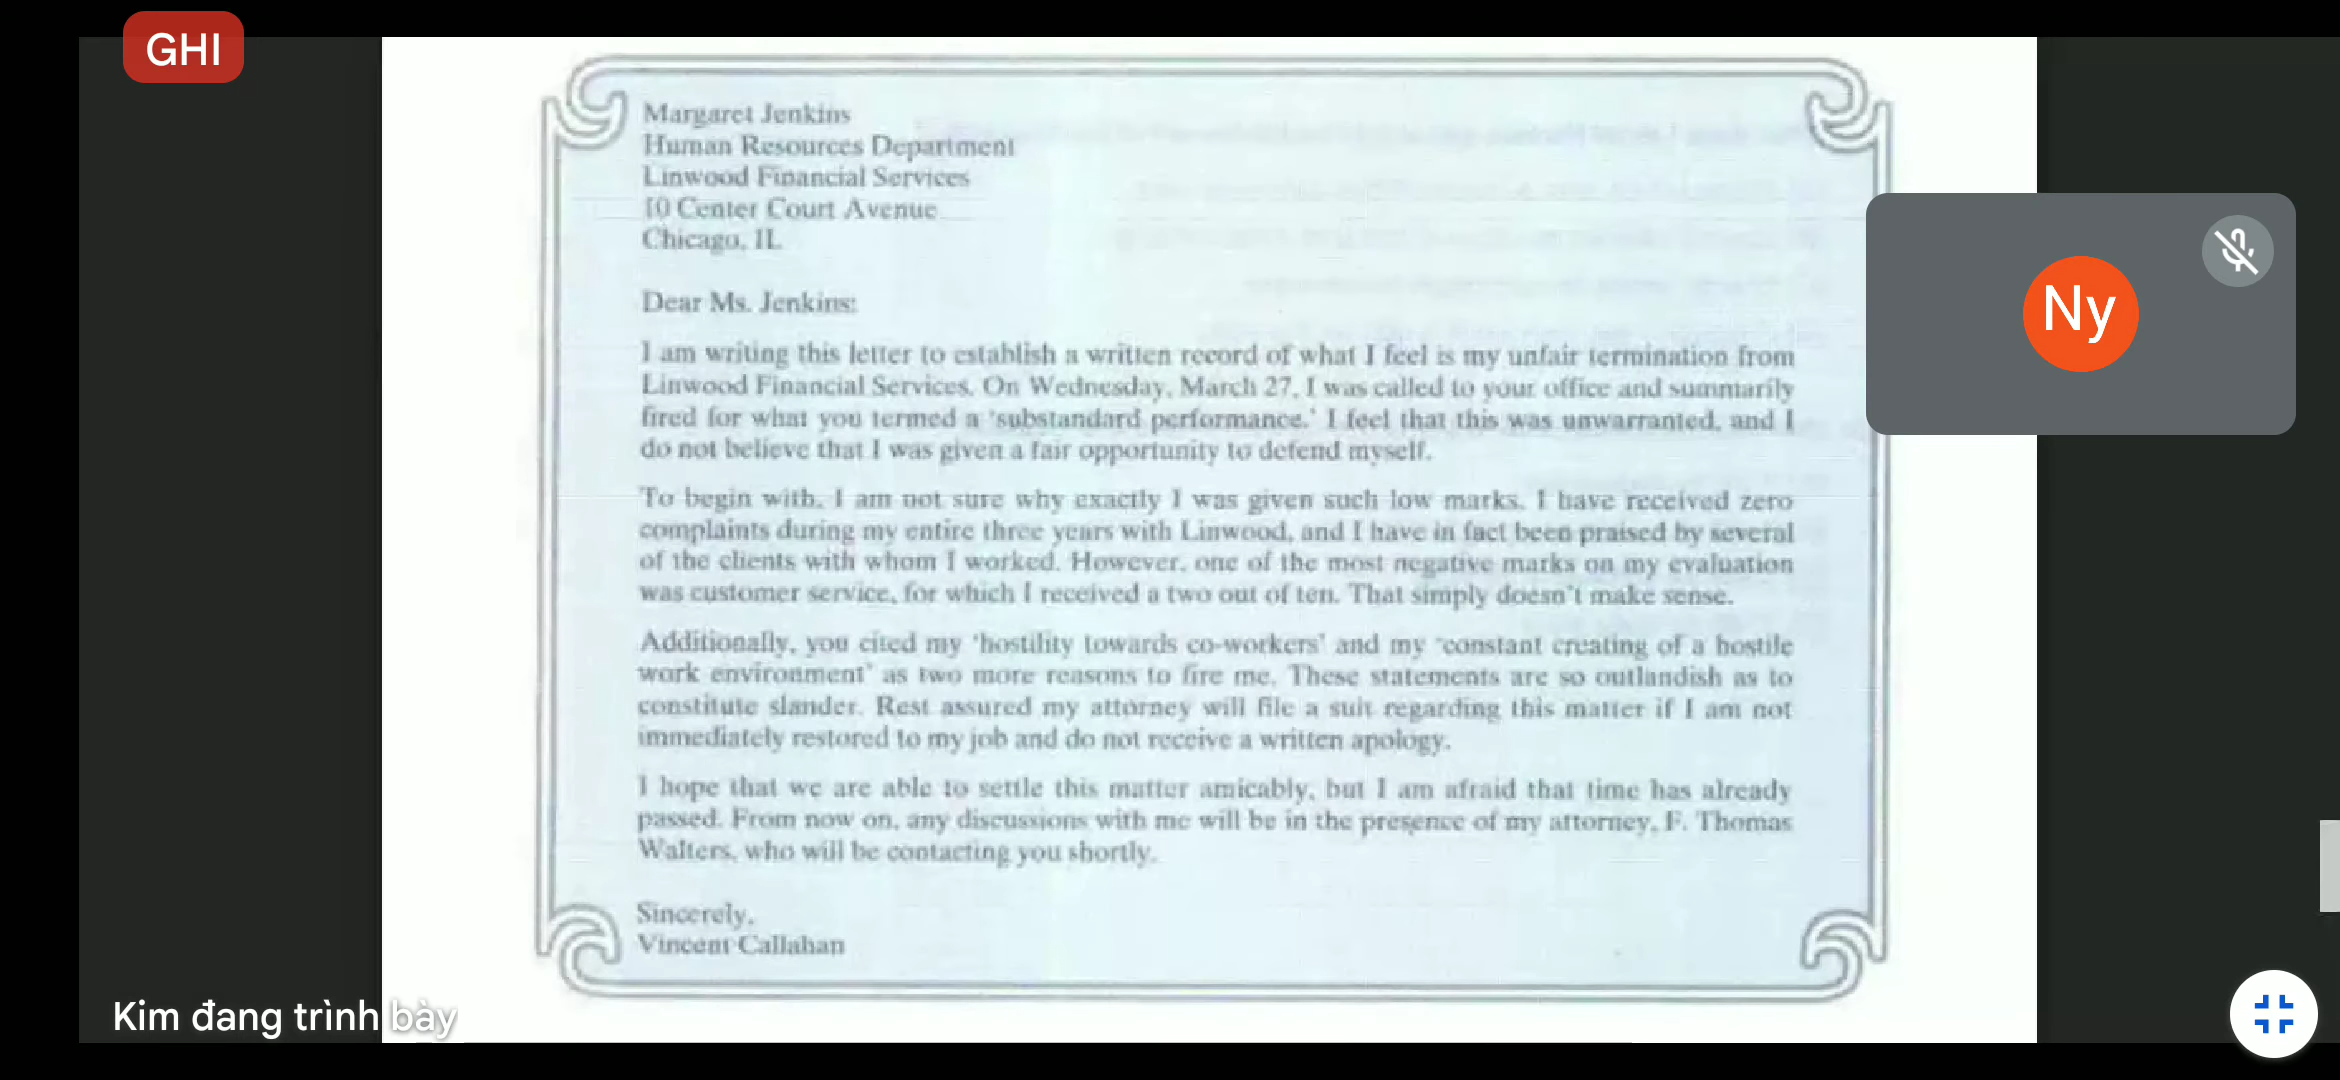 GHI
Margaret Jenkins
Human Resources Department
Linwood Financial Services
10 Center Court Avenue
Chicago, IL
Dear Ms. Jenkins:
I am writing this letter to establish a written record of what I feel is my unfair termination from
Linwood Financial Services. On Wednesday, March 27, I was called to your office and summarily
fired for what you termed a 'substandard performance.' I feel that this was unwarranted, and I
do not believe that I was given a fair opportunity to defend myself.
To begin with, I am not sure why exactly I was given such low marks. I have received zero
complaints during my entire three years with Linwood, and I have in fact been praised by several
of the clients with whom I worked. However, one of the most negative marks on my evaluation
was customer service, for which I received a two out of ten. That simply doesn't make sense.
Additionally, you cited my 'hostility towards co-workers' and my 'constant creating of a hostile
work environment' as two more reasons to fire me. These statements are so outlandish as to
constitute slander. Rest assured my attorney will file a suit regarding this matter if I am not
immediately restored to my job and do not receive a written apology.
I hope that we are able to settle this matter amicably, but I am afraid that time has already
passed. From now on, any discussions with me will be in the presence of my attorney, F. Thomas
Walters, who will be contacting you shortly.
Sincerely,
Vincent Callahan
Ny
Kim đang trình bày